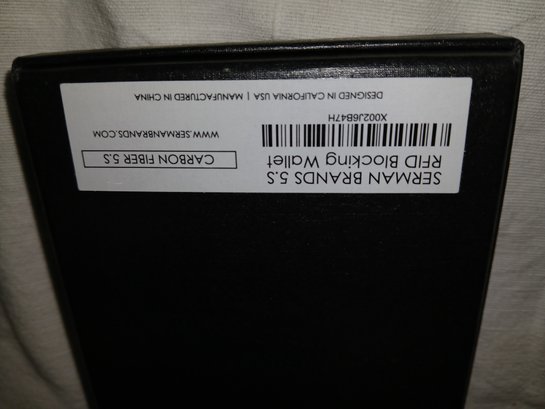 SERMAN BRANDS 5.S
RFID Blocking Wallet
CARBON FIBER 5.S
X002J6B47H
WWW.SERMANBRANDS.COM
DESIGNED IN CALIFORNIA USA | MANUFACTURED IN CHINA